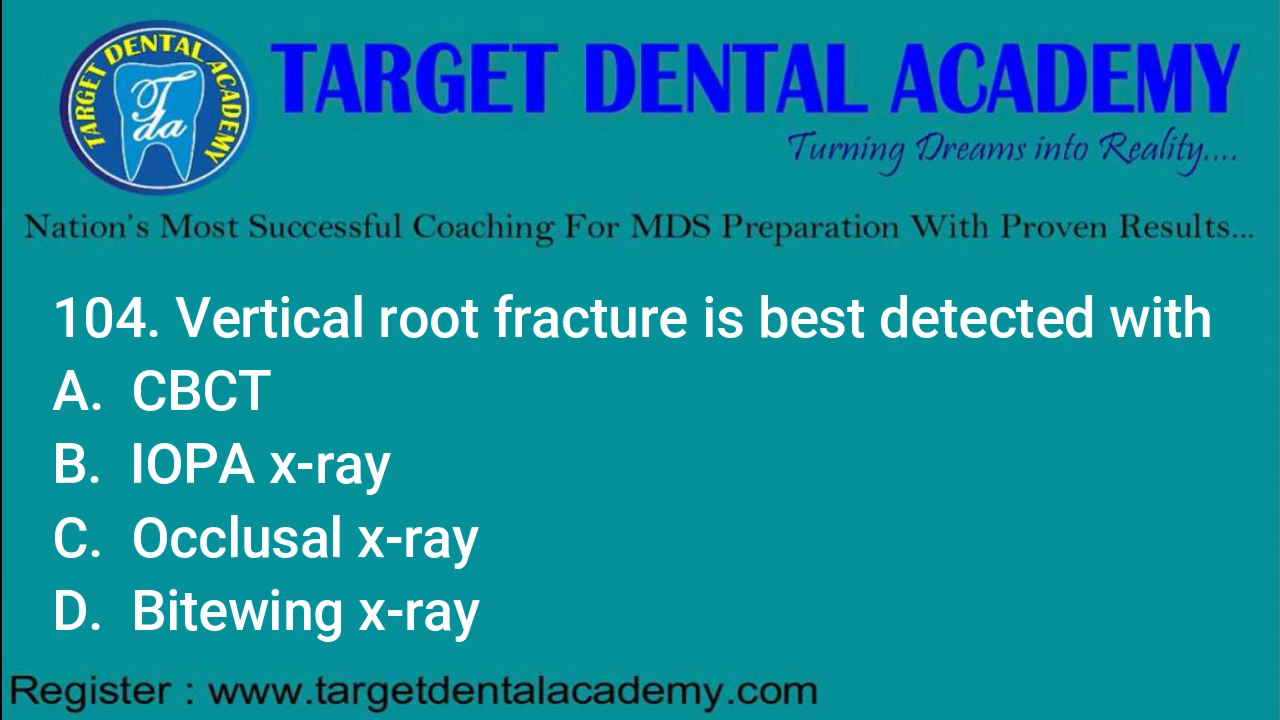 TARGET DENTAL ACADEMY
T
da
TARGET DENTAL ACADEMY
Turning Dreams into Reality....
Nation's Most Successful Coaching For MDS Preparation With Proven Results...
104. Vertical root fracture is best detected with
A. CBCT
B. IOPA x-ray
C. Occlusal x-ray
D. Bitewing x-ray
Register : www.targetdentalacademy.com